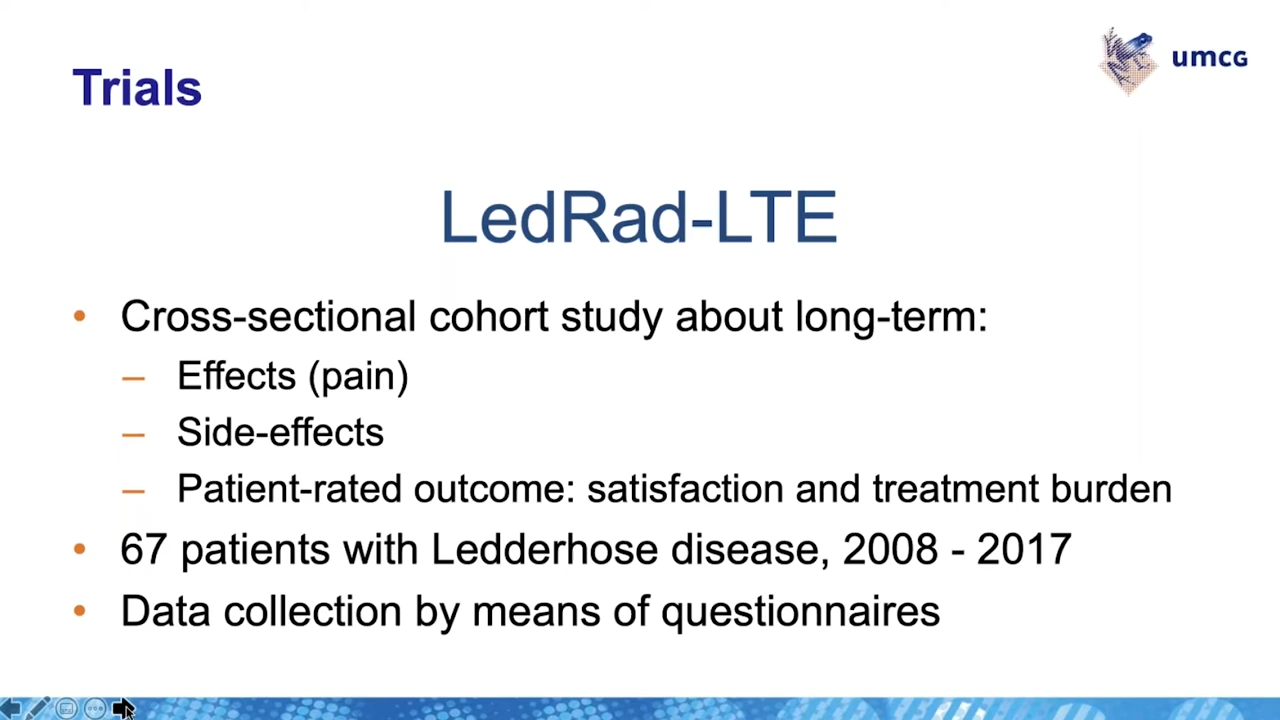 umcg
Trials
LedRad-LTE
• Cross-sectional cohort study about long-term:
– Effects (pain)
– Side-effects
– Patient-rated outcome: satisfaction and treatment burden
• 67 patients with Ledderhose disease, 2008 - 2017
• Data collection by means of questionnaires